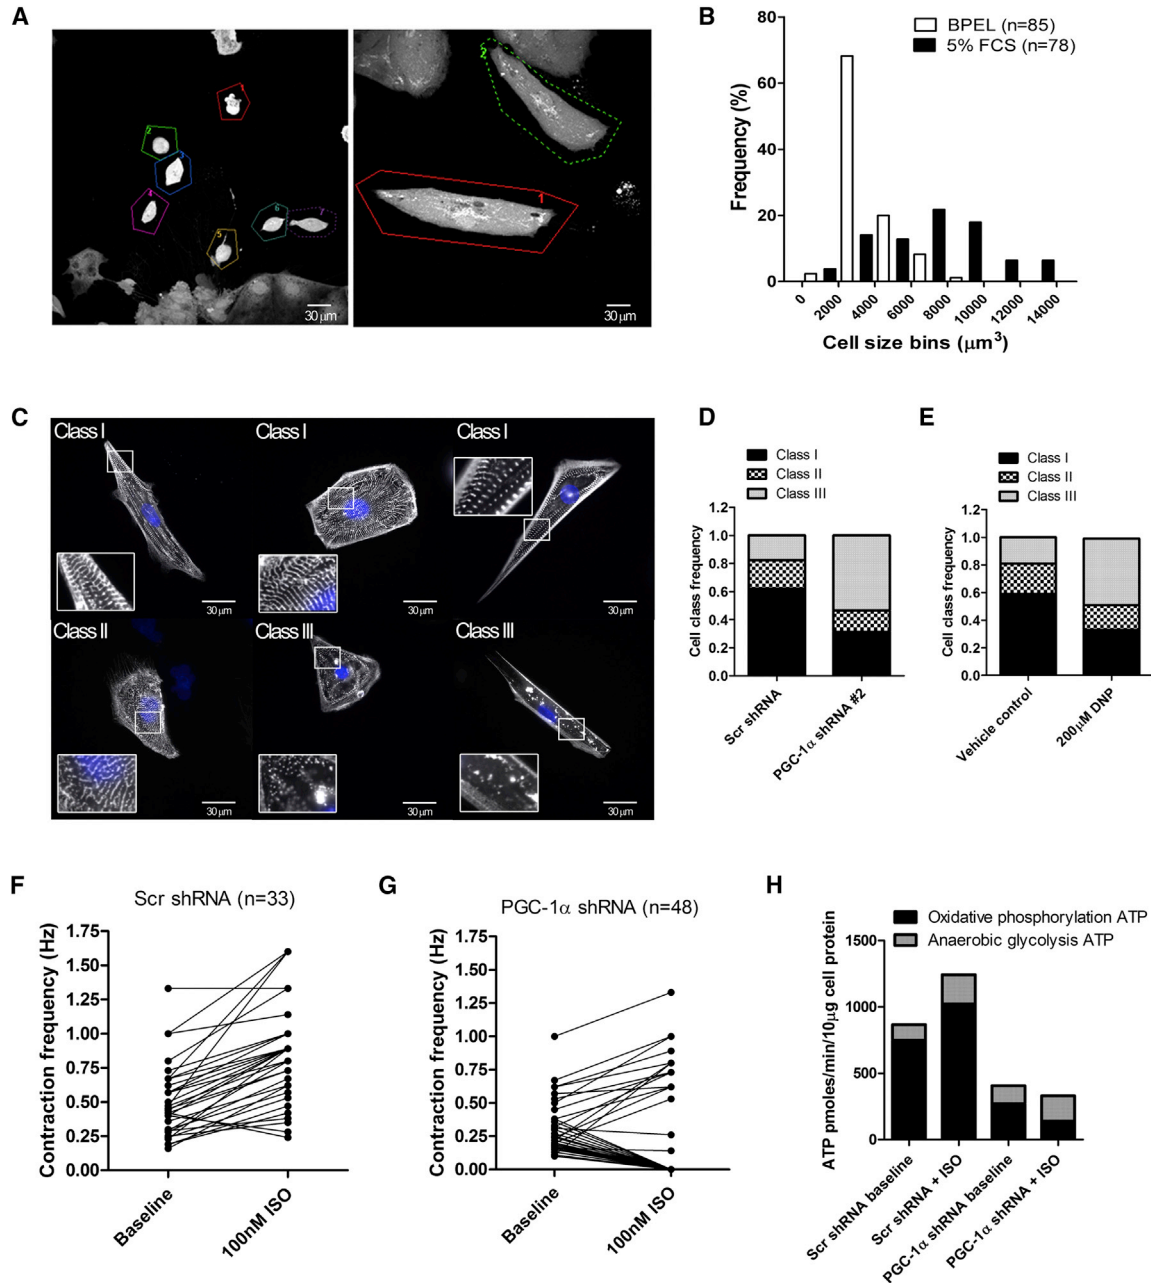 A
1
2
3
4
5
6
7
30 μm
2
1
30 μm
B
BPEL (n=85)
5% FCS (n=78)
Frequency (%)
80
60
40
20
0
0
2000
4000
6000
8000
10000
12000
14000
Cell size bins (μm³)
C
Class I
30 μm
Class I
30 μm
Class I
30 μm
Class II
30 μm
Class III
30 μm
Class III
30 μm
D
Class I
Class II
Class III
Cell class frequency
1.2
1.0
0.8
0.6
0.4
0.2
0.0
Scr shRNA
PGC-1α shRNA #2
E
Class I
Class II
Class III
Cell class frequency
1.2
1.0
0.8
0.6
0.4
0.2
0.0
Vehicle control
200μM DNP
F
Scr shRNA (n=33)
Contraction frequency (Hz)
1.75
1.50
1.25
1.00
0.75
0.50
0.25
0.00
Baseline
100nM ISO
G
PGC-1α shRNA (n=48)
Contraction frequency (Hz)
1.75
1.50
1.25
1.00
0.75
0.50
0.25
0.00
Baseline
100nM ISO
H
Oxidative phosphorylation ATP
Anaerobic glycolysis ATP
ATP pmoles/min/10μg cell protein
1500
1000
500
0
Scr shRNA baseline
Scr shRNA + ISO
PGC-1α shRNA baseline
PGC-1α shRNA + ISO